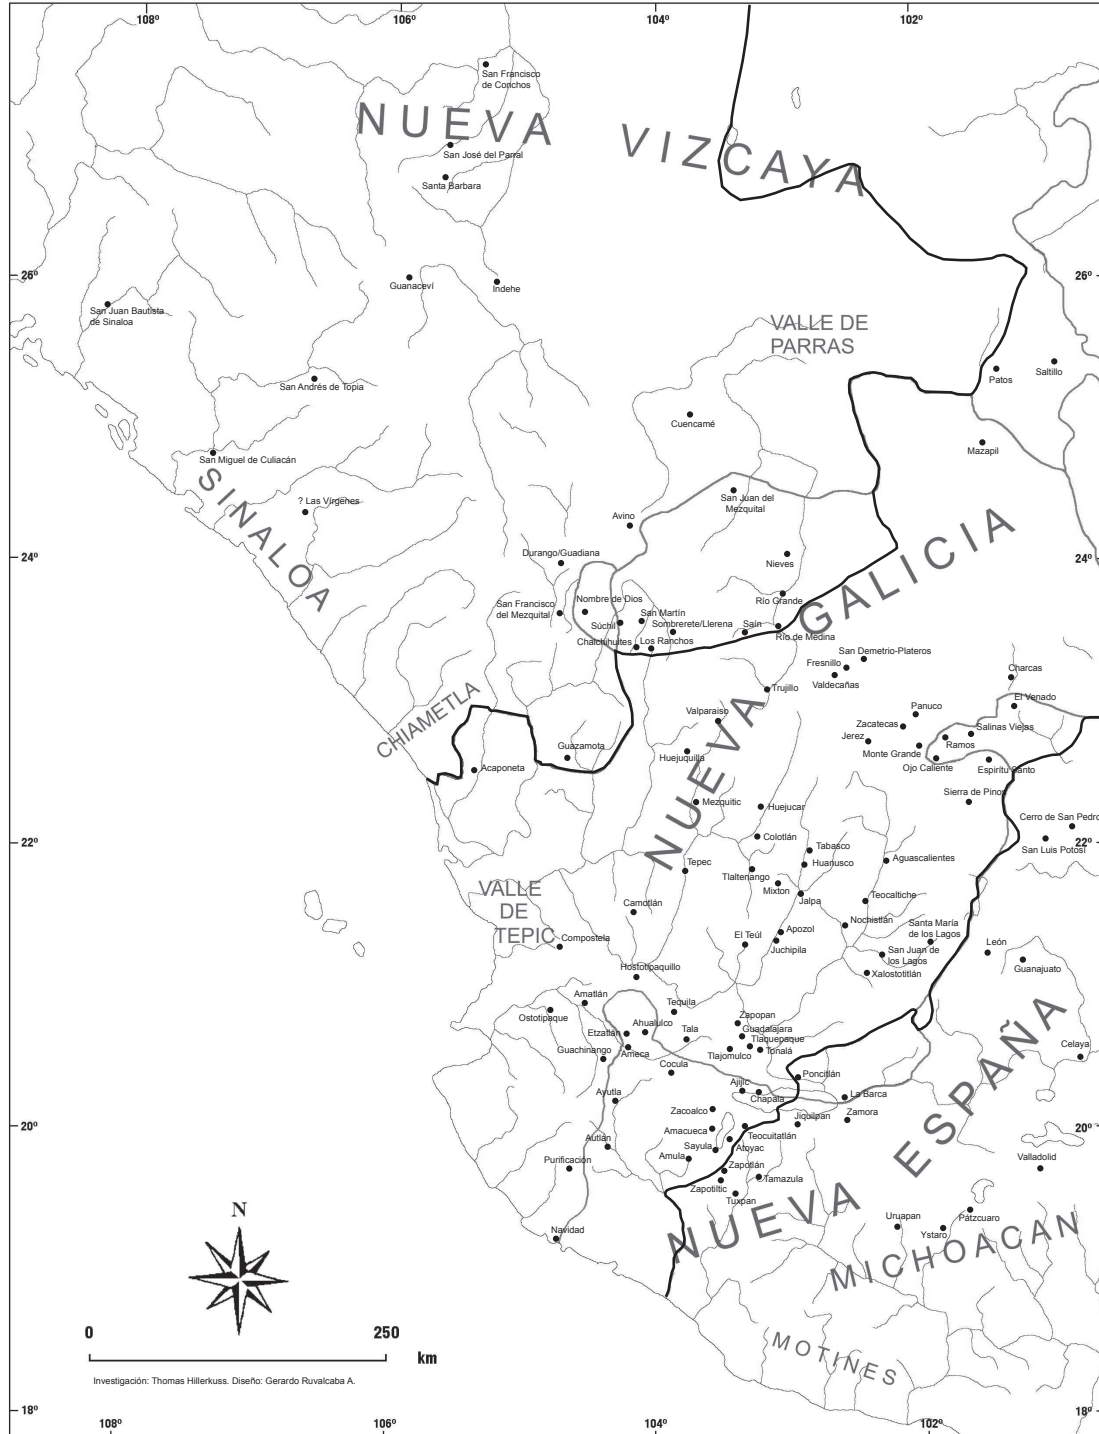 108º
106º
104º
102º
San Francisco
de Conchos
NUEVA
VIZCAYA
San José del Parral
Santa Barbara
26º
26º
Guanaceví
Indehe
San Juan Bautista
de Sinaloa
VALLE DE
PARRAS
San Andrés de Topia
Patos
Saltillo
Cuencamé
Mazapil
San Miguel de Culiacán
SINALOA
? Las Vírgenes
San Juan del
Mezquital
Avino
24º
24º
Durango/Guadiana
Nieves
GALICIA
Río Grande
San Francisco
del Mezquital
Nombre de Dios
Súchil
San Martín
Sombrerete/Llerena
Saín
Río de Medina
Chalchihuites
Los Ranchos
San Demetrio-Plateros
Fresnillo
Valdecañas
Charcas
El Venado
Trujillo
CHIAMETLA
NUEVA
Valparaiso
Panuco
Zacatecas
Salinas Viejas
Jerez
Monte Grande
Ramos
Guazamota
Huejuquilla
Ojo Caliente
Espirítu Santo
Acaponeta
Mezquitic
Huejucar
Sierra de Pinos
Cerro de San Pedro
22º
22º
Colotlán
San Luis Potosí
Tabasco
Tepec
Huanusco
Aguascalientes
Tlaltenango
Mixton
VALLE
DE
TEPIC
Jalpa
Teocaltiche
Camotlán
Nochistlán
Santa María
de los Lagos
Compostela
El Teúl
Apozol
Juchipila
San Juan de
los Lagos
León
Guanajuato
Hostotipaquillo
Xalostotitlán
Amatlán
Ostotipaque
Tequila
Zapopan
Etzatlán
Ahualulco
Tala
Guadalajara
Tlaquepaque
Guachinango
Ameca
Tlajomulco
Tonalá
Celaya
Cocula
Poncitlán
Ajijic
Chapala
La Barca
Ayutla
Zacoalco
Jiquilpan
Zamora
20º
20º
NUEVA ESPAÑA
Amacueca
Teocuitatlán
Autlán
Sayula
Atoyac
Valladolid
Amula
Purificación
Zapotlán
Zapotiltic
Tamazula
Tuxpan
Pátzcuaro
Uruapan
Ystaro
Navidad
MICHOACAN
N
MOTINES
0
250
km
Investigación: Thomas Hillerkuss. Diseño: Gerardo Ruvalcaba A.
18º
18º
108º
106º
104º
102º